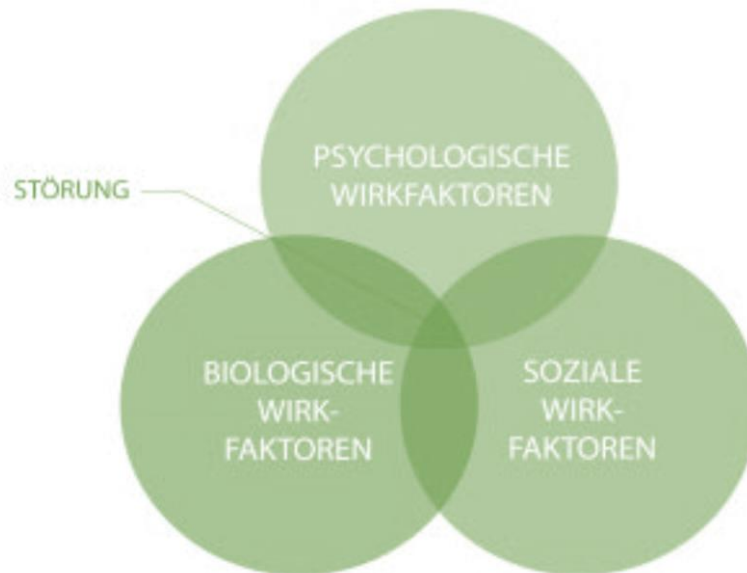 PSYCHOLOGISCHE
WIRKFAKTOREN
STÖRUNG
BIOLOGISCHE
WIRK-
FAKTOREN
SOZIALE
WIRK-
FAKTOREN